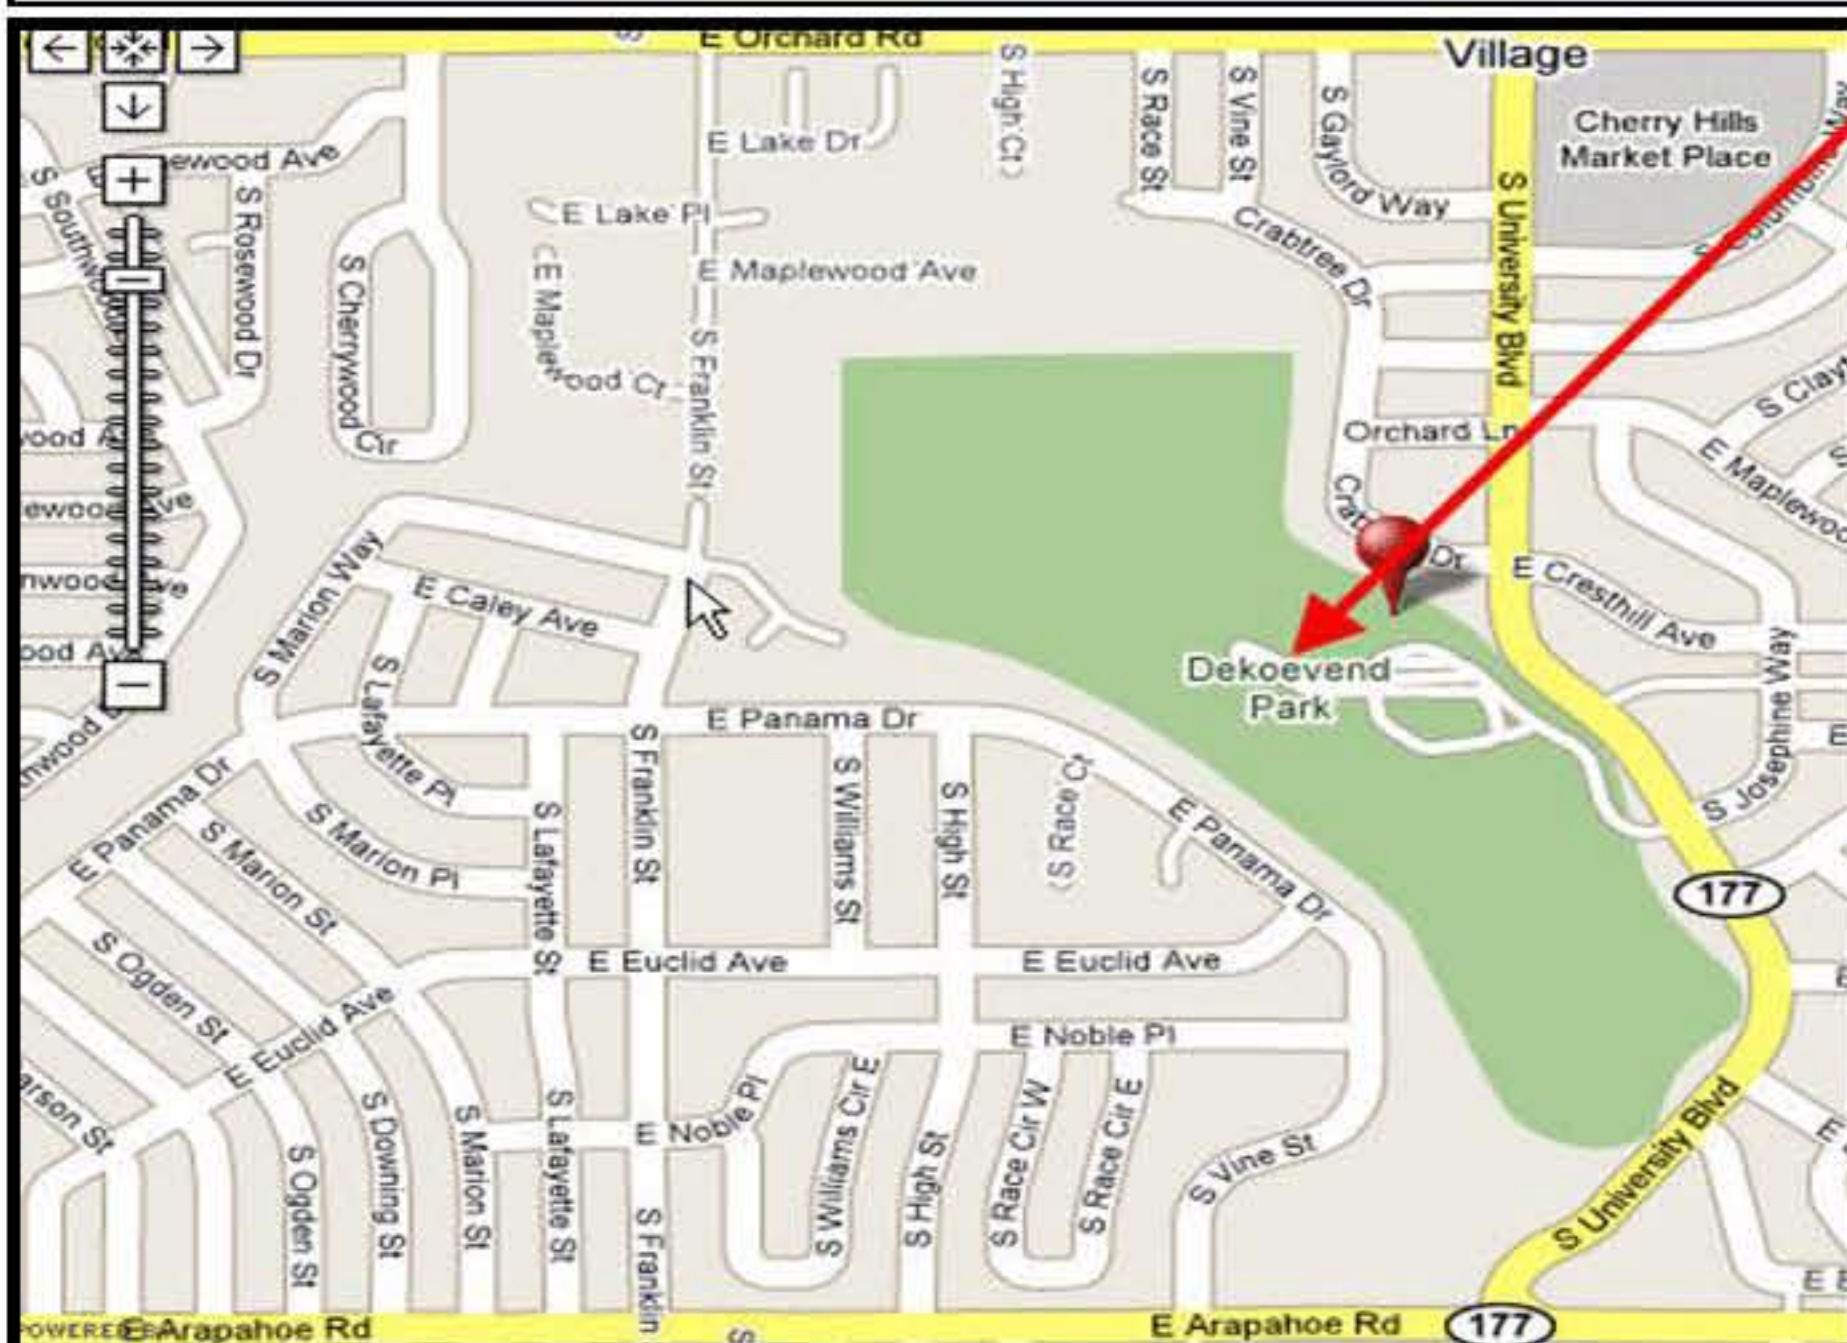 E Orchard Rd
Village
Cherry Hills
Market Place
S High Ct
S Race St
S Vine St
S Gaylord Way
E Lake Dr
ewood Ave
S Rosewood Dr
E Lake Pl
S Cherrywood Cir
E Maplewood Ave
E Maplewood Ct
S Franklin St
Crabtree Dr
S University Blvd
Orchard Ln
E Cresthill Ave
S Josephine Way
Dekoevend
Park
S Marion Way
E Caley Ave
S Lafayette Pl
E Panama Dr
S Franklin St
S Williams St
S High St
S Race Ct
E Panama Dr
E Panama Dr
S Marion Pl
S Marion St
S Lafayette St
S Ogden St
E Euclid Ave
E Euclid Ave
E Euclid Ave
177
E Noble Pl
E Noble Pl
S Williams Cir E
S High St
S Race Cir W
S Race Cir E
S Vine St
S University Blvd
S Ogden St
S Downing St
S Marion St
S Lafayette St
S Franklin
E Arapahoe Rd
E Arapahoe Rd
177